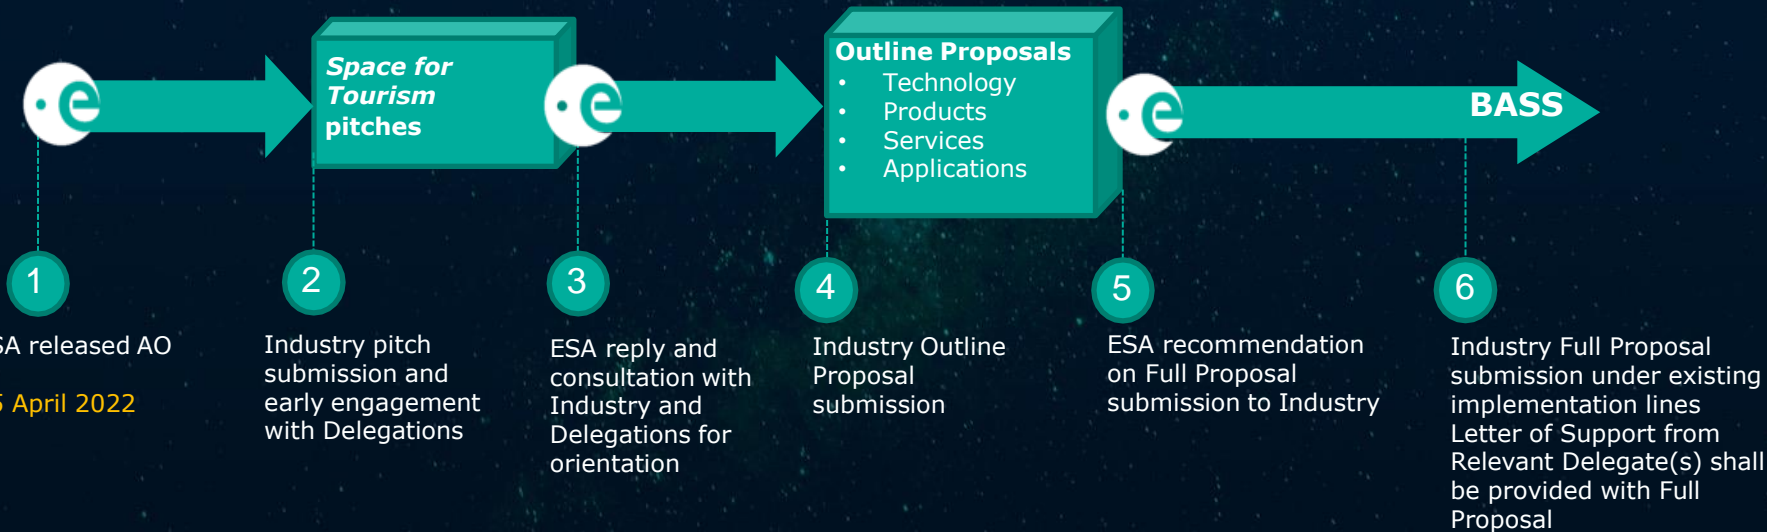 Space for
Tourism
pitches
Outline Proposals
• Technology
• Products
• Services
• Applications
BASS
1
2
3
4
5
6
SA released AO
5 April 2022
Industry pitch
submission and
early engagement
with Delegations
ESA reply and
consultation with
Industry and
Delegations for
orientation
Industry Outline
Proposal
submission
ESA recommendation
on Full Proposal
submission to Industry
Industry Full Proposal
submission under existing
implementation lines
Letter of Support from
Relevant Delegate(s) shall
be provided with Full
Proposal